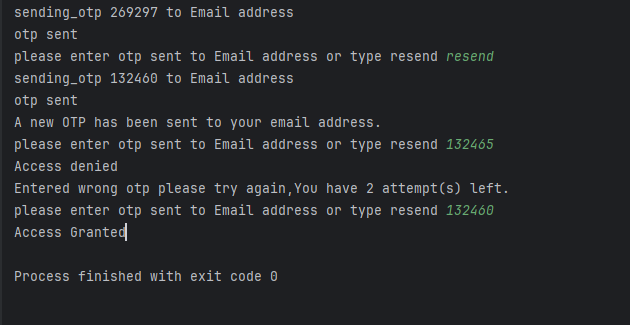 sending_otp 269297 to Email address
otp sent
please enter otp sent to Email address or type resend resend
sending_otp 132460 to Email address
otp sent
A new OTP has been sent to your email address.
please enter otp sent to Email address or type resend 132465
Access denied
Entered wrong otp please try again,You have 2 attempt(s) left.
please enter otp sent to Email address or type resend 132460
Access Granted
Process finished with exit code 0